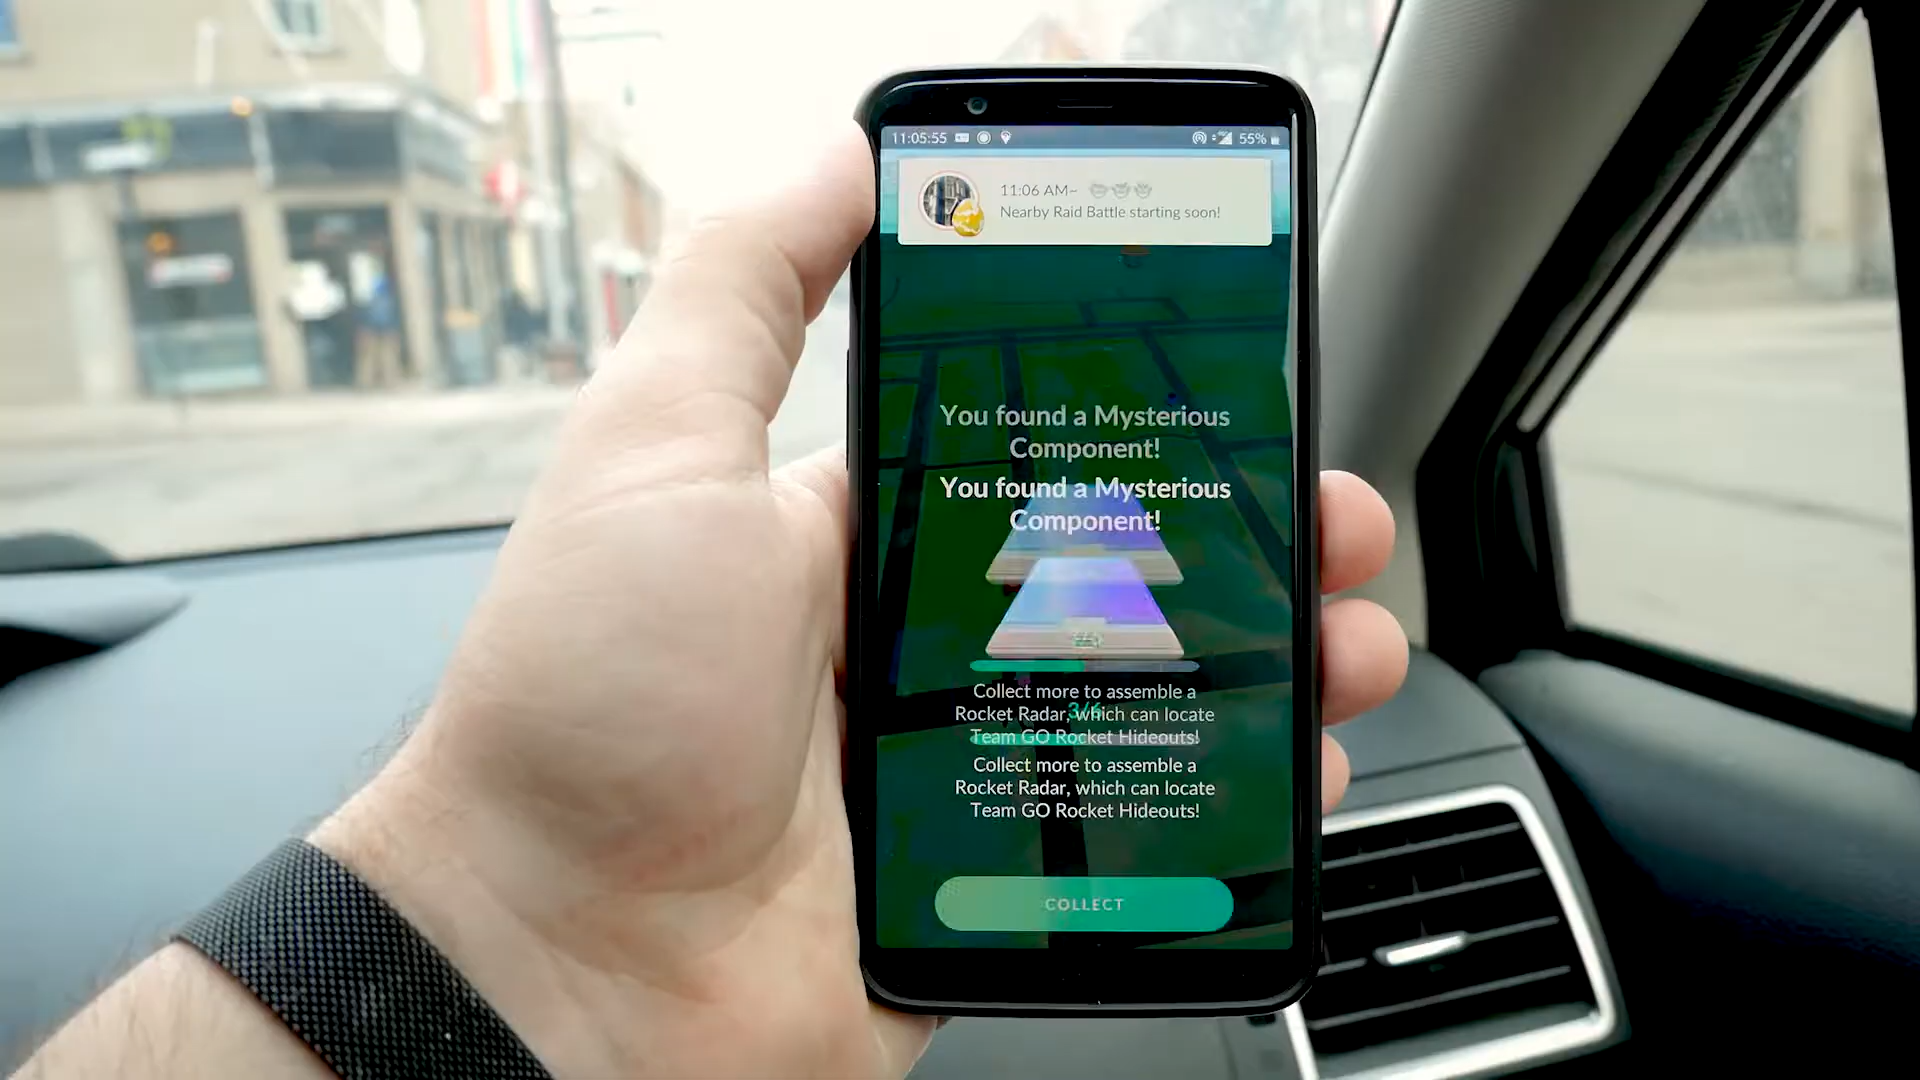 11:05:55
55%
11:06 AM~
Nearby Raid Battle starting soon!
You found a Mysterious
Component!
You found a Mysterious
Component!
Collect more to assemble a
Rocket Radar, which can locate
3/6
Team GO Rocket Hideouts!
Collect more to assemble a
Rocket Radar, which can locate
Team GO Rocket Hideouts!
COLLECT